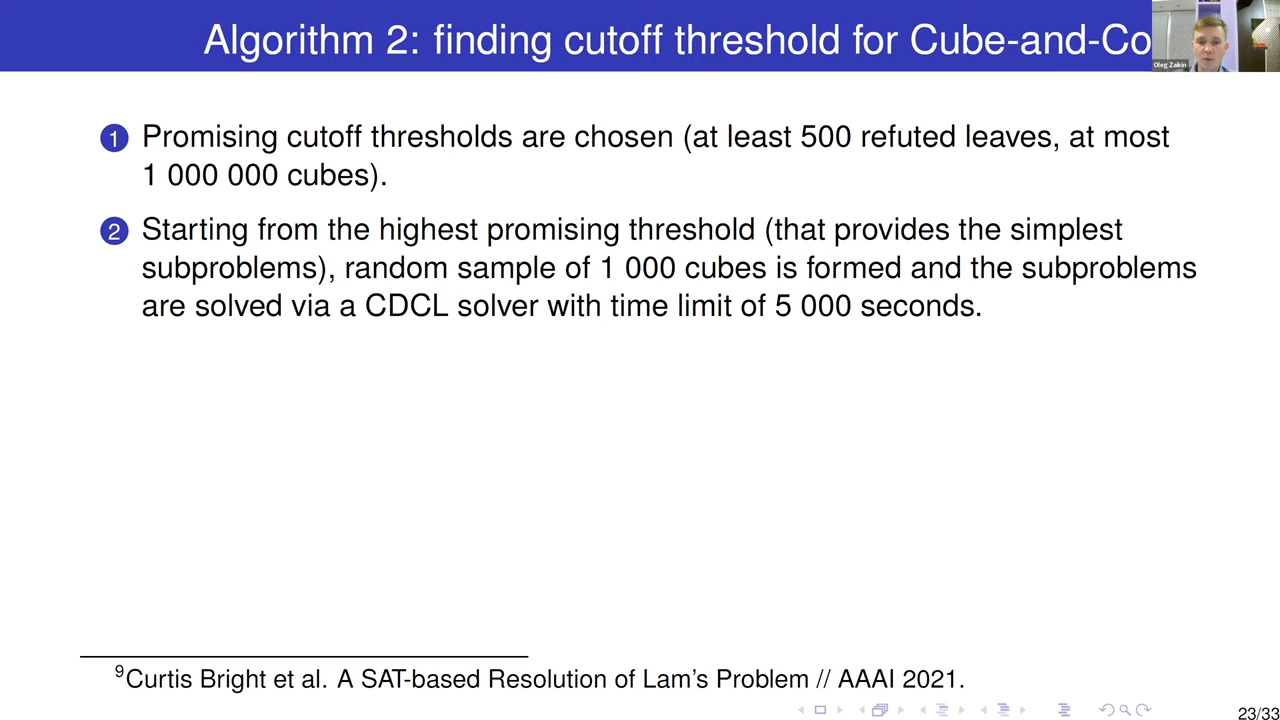 Algorithm 2: finding cutoff threshold for Cube-and-Co
Oleg Zaikin
1 Promising cutoff thresholds are chosen (at least 500 refuted leaves, at most
1 000 000 cubes).
2 Starting from the highest promising threshold (that provides the simplest
subproblems), random sample of 1 000 cubes is formed and the subproblems
are solved via a CDCL solver with time limit of 5 000 seconds.
9Curtis Bright et al. A SAT-based Resolution of Lam's Problem // AAAI 2021.
23/33